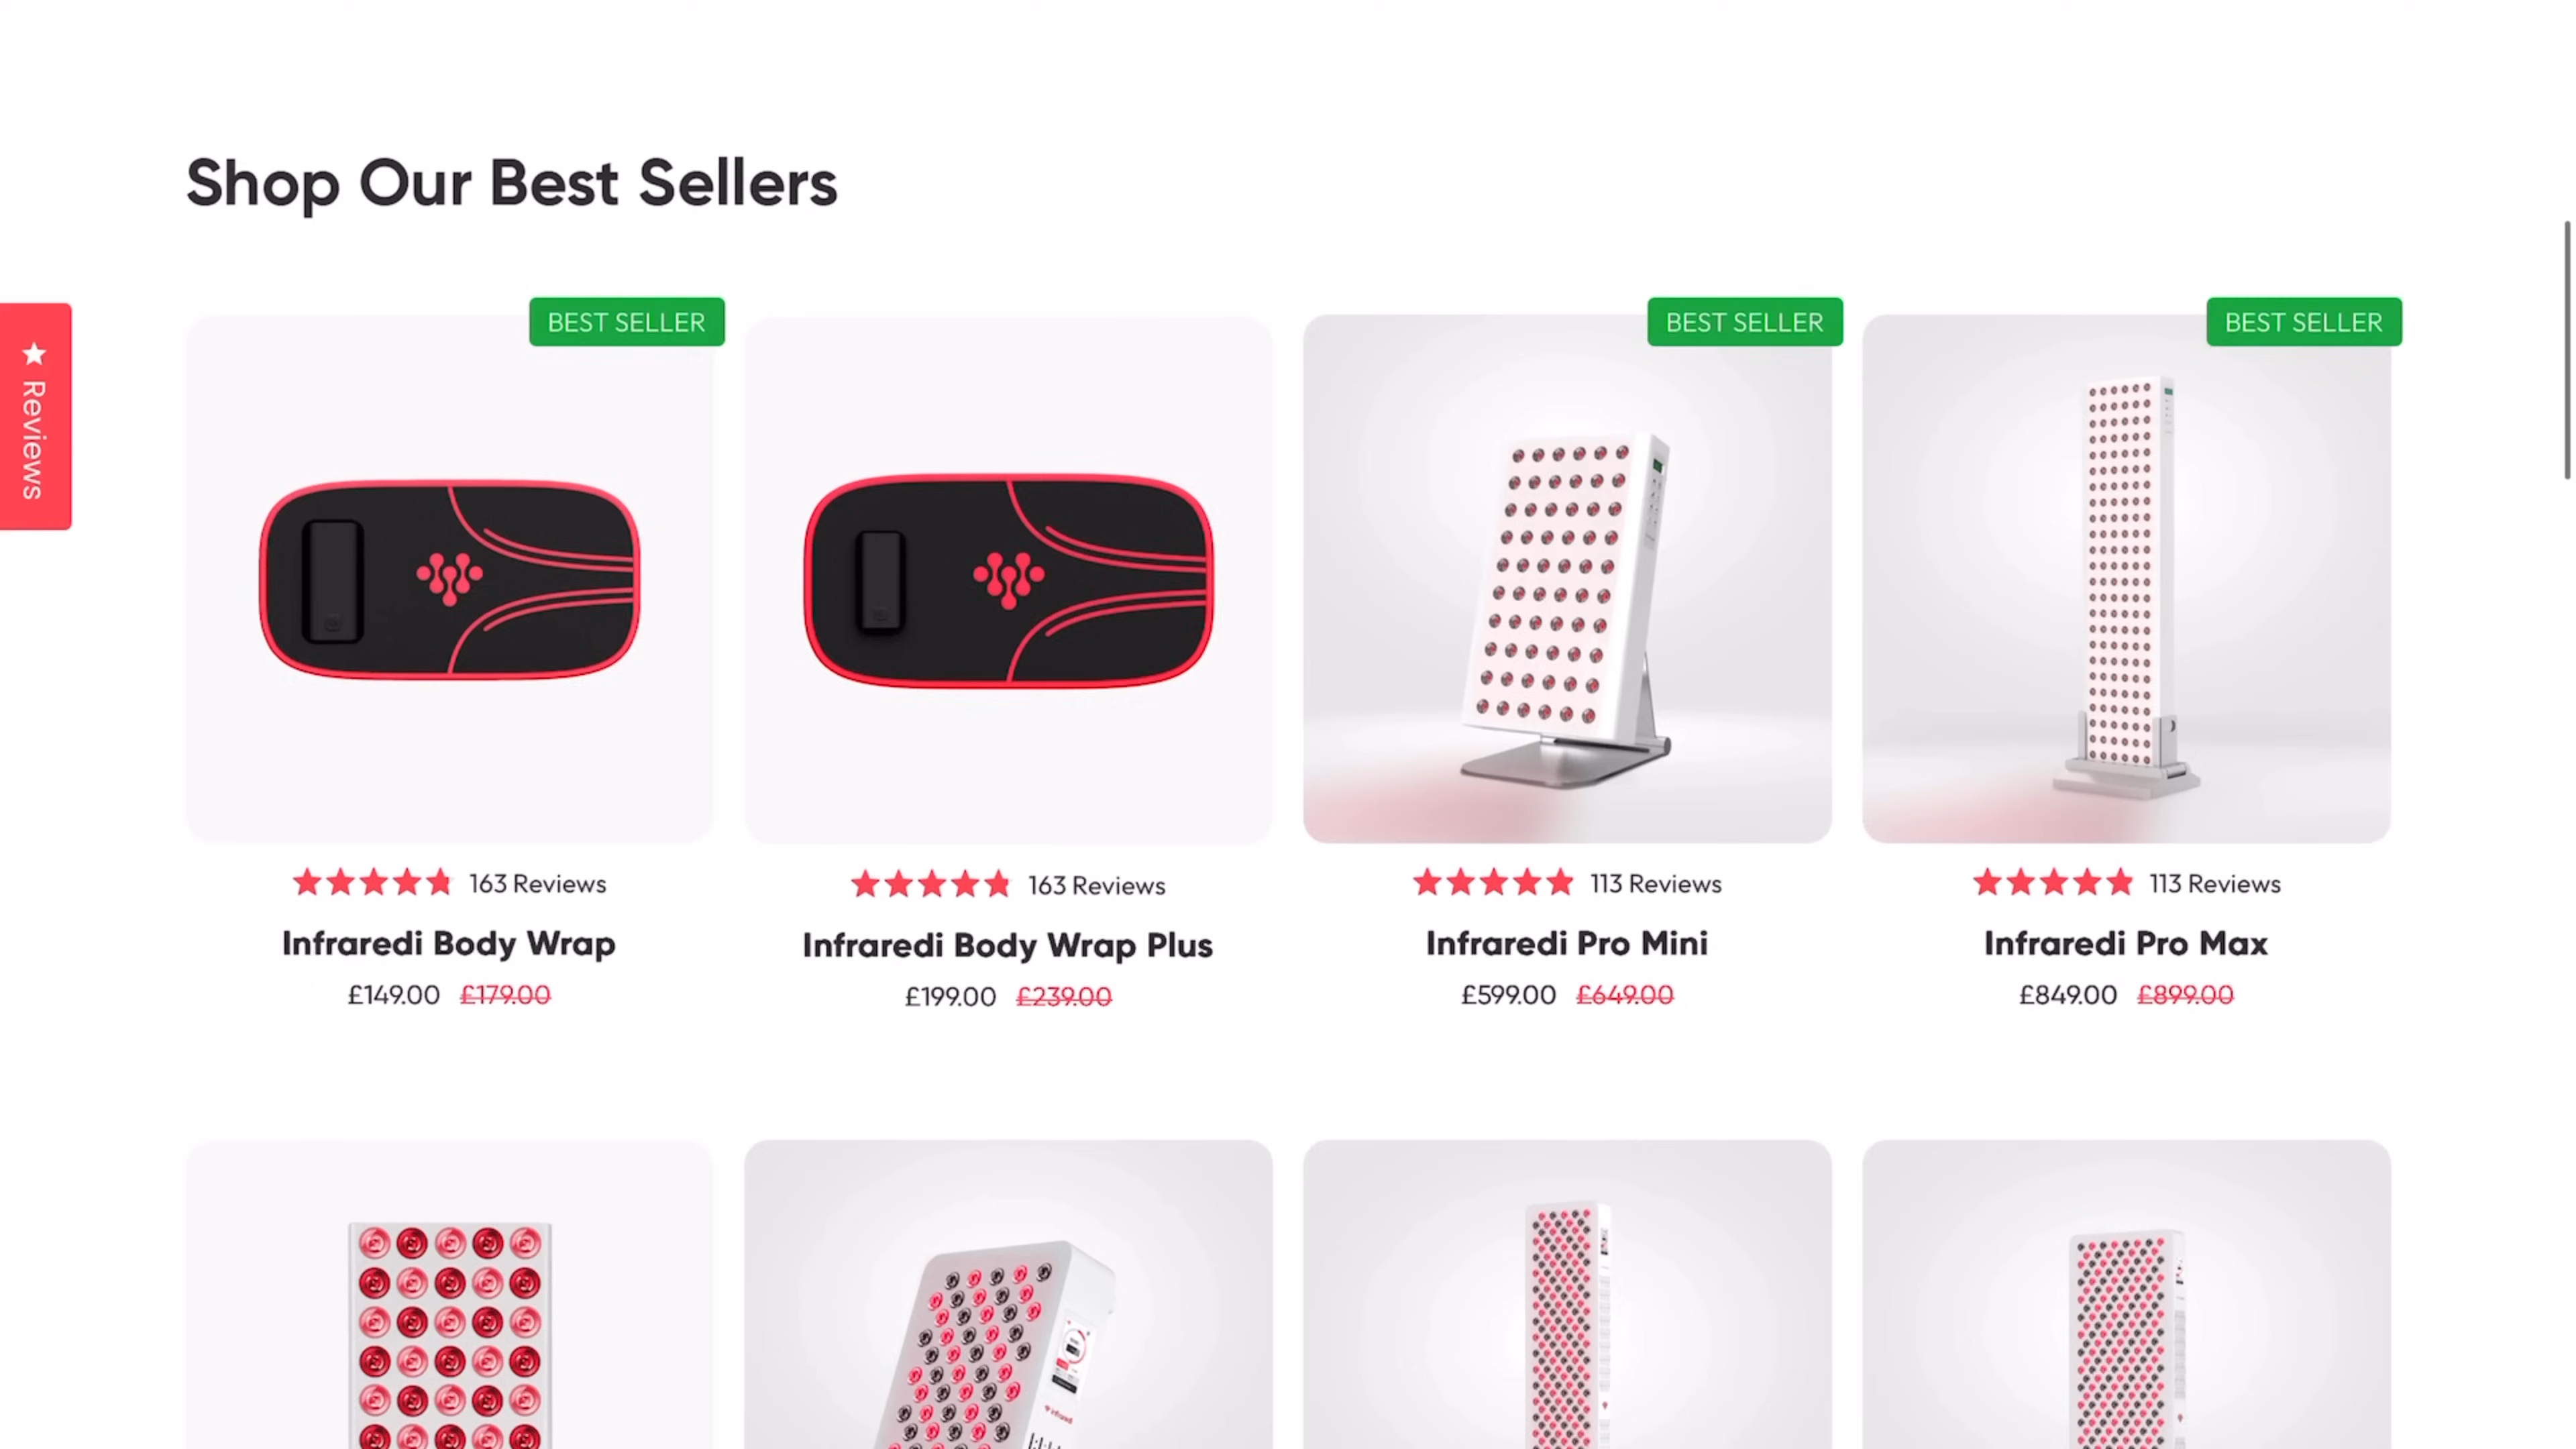 Shop Our Best Sellers
★ Reviews
BEST SELLER
BEST SELLER
BEST SELLER
163 Reviews
163 Reviews
113 Reviews
113 Reviews
Infraredi Body Wrap
Infraredi Body Wrap Plus
Infraredi Pro Mini
Infraredi Pro Max
£149.00 £179.00
£199.00 £239.00
£599.00 £649.00
£849.00 £899.00
infraredi